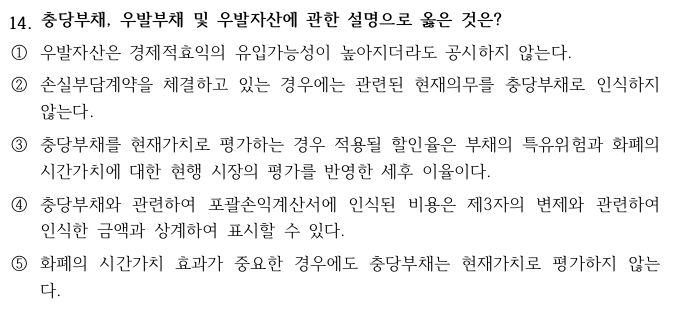 14. 충당부채, 우발부채 및 우발자산에 관한 설명으로 옳은 것은?
① 우발자산은 경제적효익의 유입가능성이 높아지더라도 공시하지 않는다.
② 손실부담계약을 체결하고 있는 경우에는 관련된 현재의무를 충당부채로 인식하지
않는다.
③ 충당부채를 현재가치로 평가하는 경우 적용될 할인율은 부채의 특유위험과 화폐의
시간가치에 대한 현행 시장의 평가를 반영한 세후 이율이다.
④ 충당부채와 관련하여 포괄손익계산서에 인식된 비용은 제3자의 변제와 관련하여
인식한 금액과 상계하여 표시할 수 있다.
⑤ 화폐의 시간가치 효과가 중요한 경우에도 충당부채는 현재가치로 평가하지 않는
다.